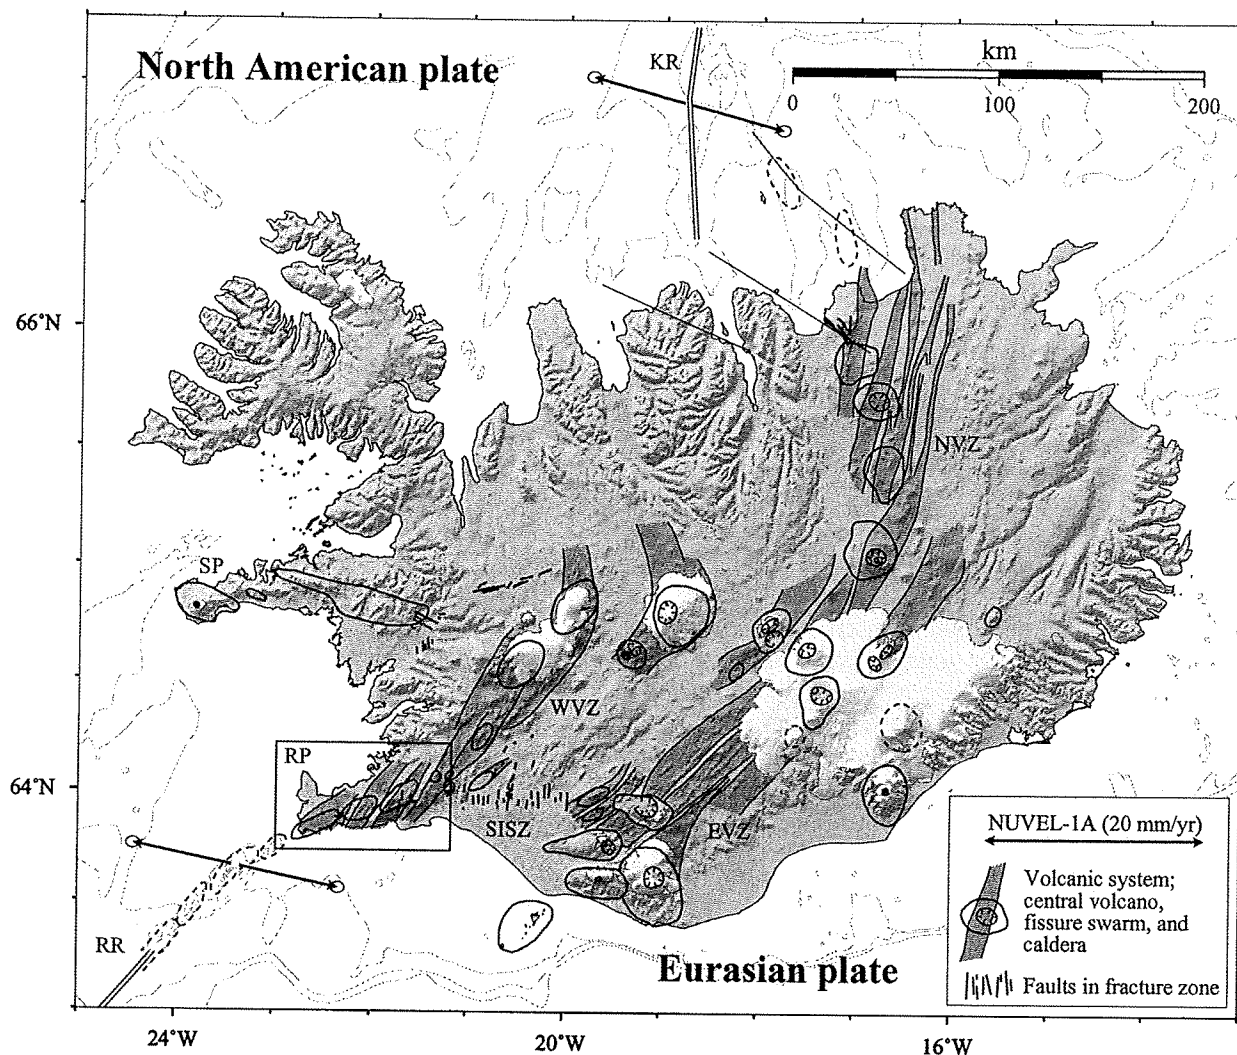 North American plate
KR
km
0
100
200
66°N
NVZ
SP
WVZ
RP
64°N
SISZ
EVZ
RR
Eurasian plate
NUVEL-1A (20 mm/yr)
Volcanic system;
central volcano,
fissure swarm, and
caldera
Faults in fracture zone
24°W
20°W
16°W